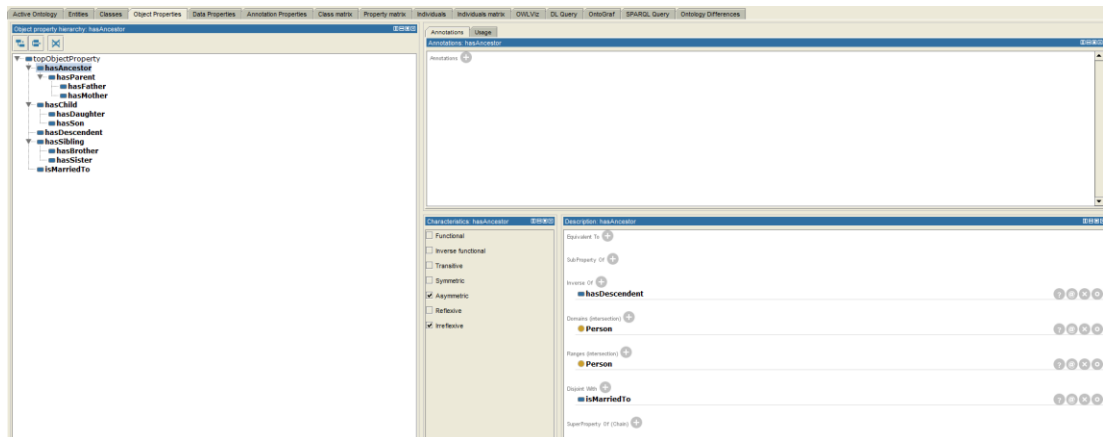 Active Ontology Entities Classes Object Properties Data Properties Annotation Properties Class matrix Property matrix Individuals Individuals matrix OWLViz DL Query OntoGraf SPARQL Query Ontology Differences
Object property hierarchy: hasAncestor
topObjectProperty
hasAncestor
hasParent
hasFather
hasMother
hasChild
hasDaughter
hasSon
hasDescendent
hasSibling
hasBrother
hasSister
isMarriedTo
Annotations Usage
Annotations: hasAncestor
Annotations
Characteristics: hasAncestor
Functional
Inverse functional
Transitive
Symmetric
Asymmetric
Reflexive
Irreflexive
Description: hasAncestor
Equivalent To
SubProperty Of
Inverse Of
hasDescendent
Domains (intersection)
Person
Ranges (intersection)
Person
Disjoint With
isMarriedTo
SuperProperty Of (Chain)